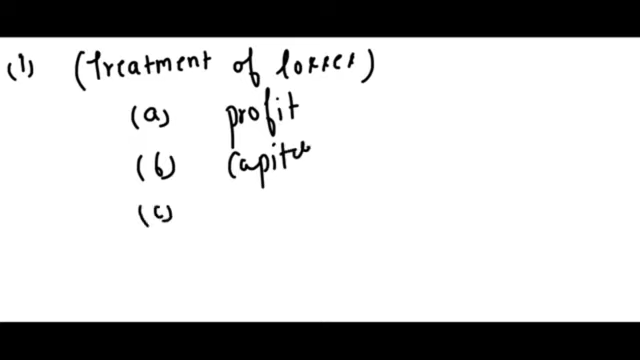 (1) (Treatment of losses)
(a) profit
(b) Capita
(c)